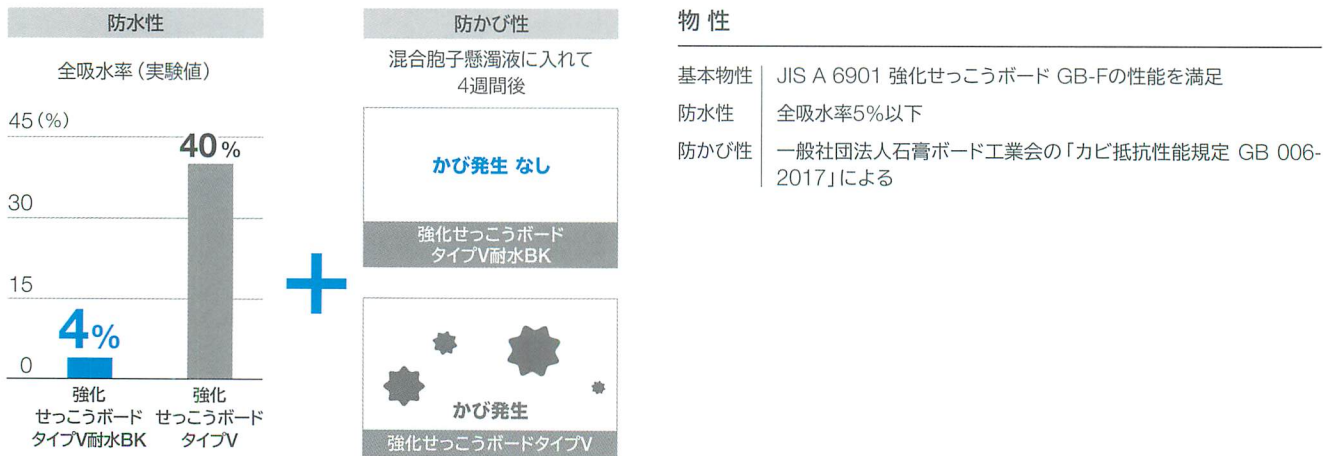 防水性
全吸水率（実験値）
45(%)
40%
30
15
4%
0
強化
せっこうボード
タイプV耐水BK
強化
せっこうボード
タイプV
防かび性
混合胞子懸濁液に入れて
4週間後
かび発生 なし
強化せっこうボード
タイプV耐水BK
かび発生
強化せっこうボードタイプV
物性
基本物性 JIS A 6901 強化せっこうボード GB-Fの性能を満足
防水性 全吸水率5%以下
防かび性 一般社団法人石膏ボード工業会の「カビ抵抗性能規定 GB 006-
2017」による